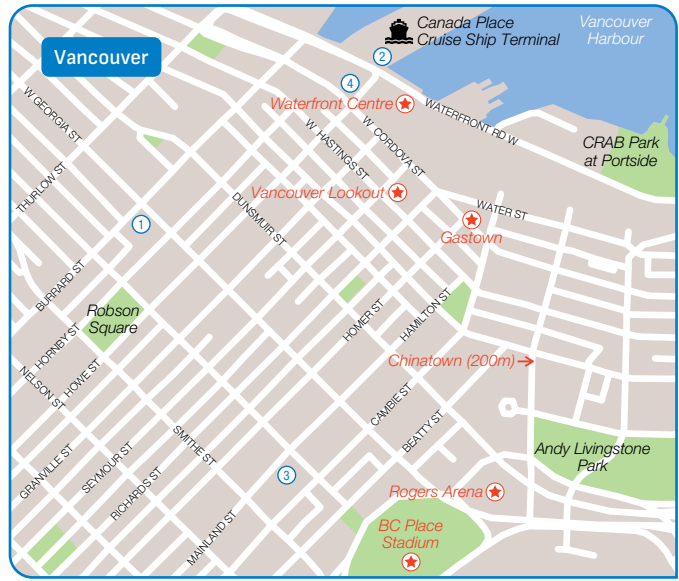 Vancouver
Canada Place
Cruise Ship Terminal
Vancouver
Harbour
2
4
Waterfront Centre
WATERFRONT RD W
W GEORGIA ST
W HASTINGS ST
W CORDOVA ST
CRAB Park
at Portside
THURLOW ST
Vancouver Lookout
DUNSMUIR ST
WATER ST
Gastown
1
BURRARD ST
Robson
Square
HOMER ST
HAMILTON ST
HORNBY ST
HOWE ST
NELSON ST
Chinatown (200m)
CAMBIE ST
BEATTY ST
SMITHE ST
GRANVILLE ST
SEYMOUR ST
RICHARDS ST
MAINLAND ST
3
Andy Livingstone
Park
Rogers Arena
BC Place
Stadium